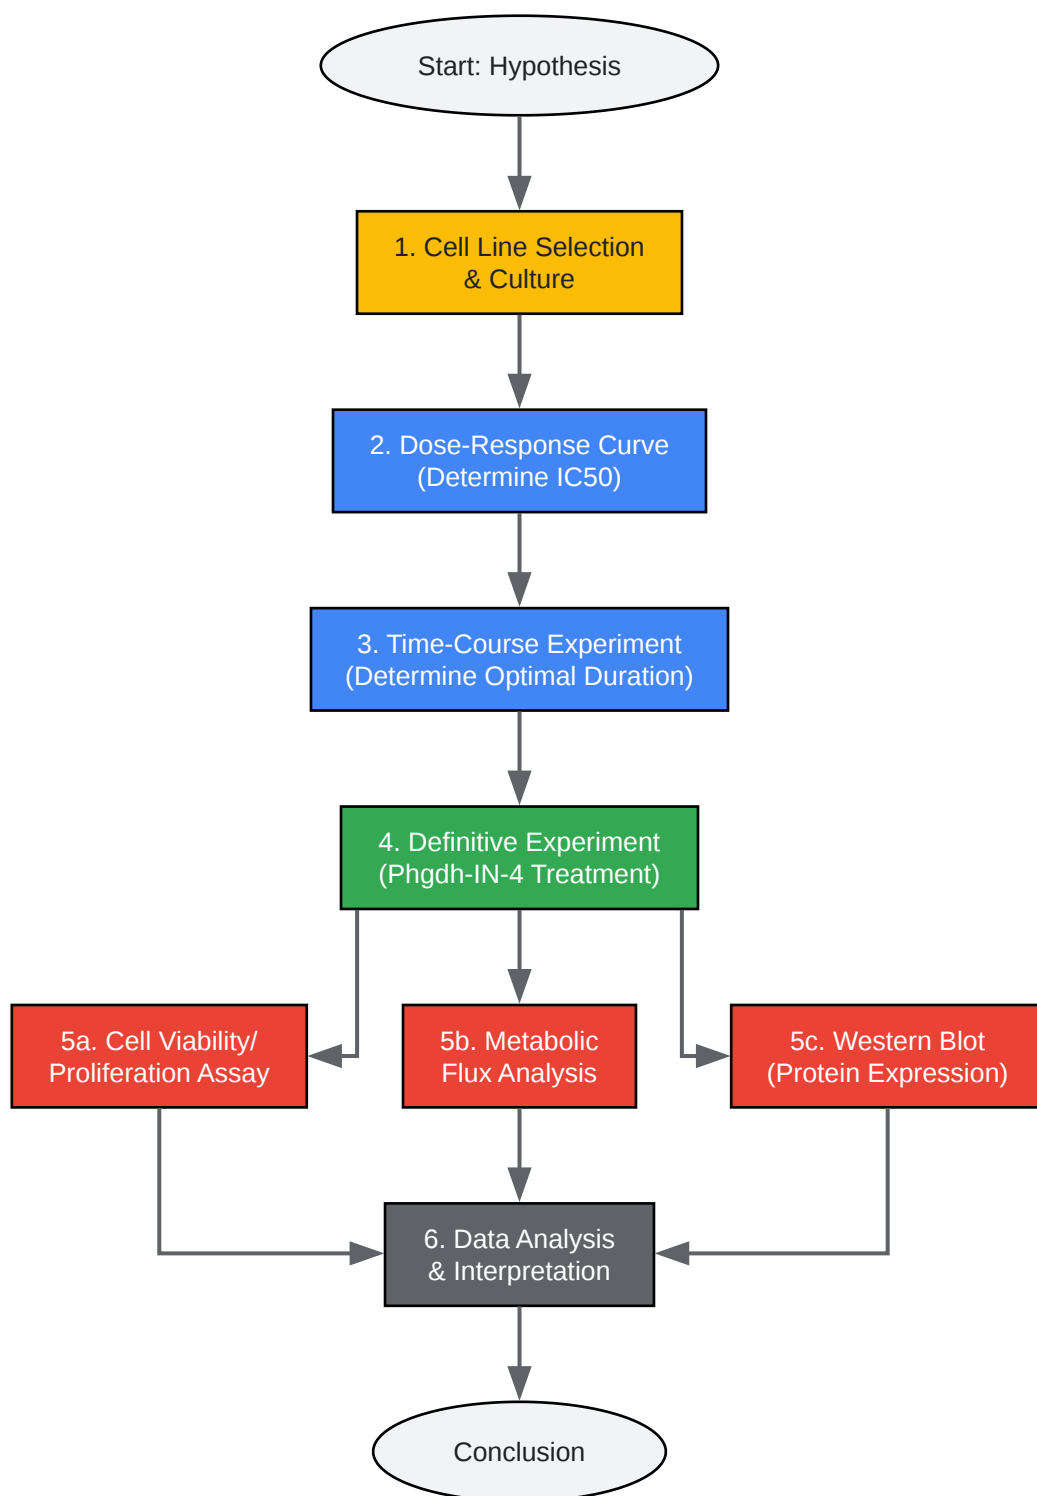 Start: Hypothesis
1. Cell Line Selection
& Culture
2. Dose-Response Curve
(Determine IC50)
3. Time-Course Experiment
(Determine Optimal Duration)
4. Definitive Experiment
(Phgdh-IN-4 Treatment)
5a. Cell Viability/
Proliferation Assay
5b. Metabolic
Flux Analysis
5c. Western Blot
(Protein Expression)
6. Data Analysis
& Interpretation
Conclusion